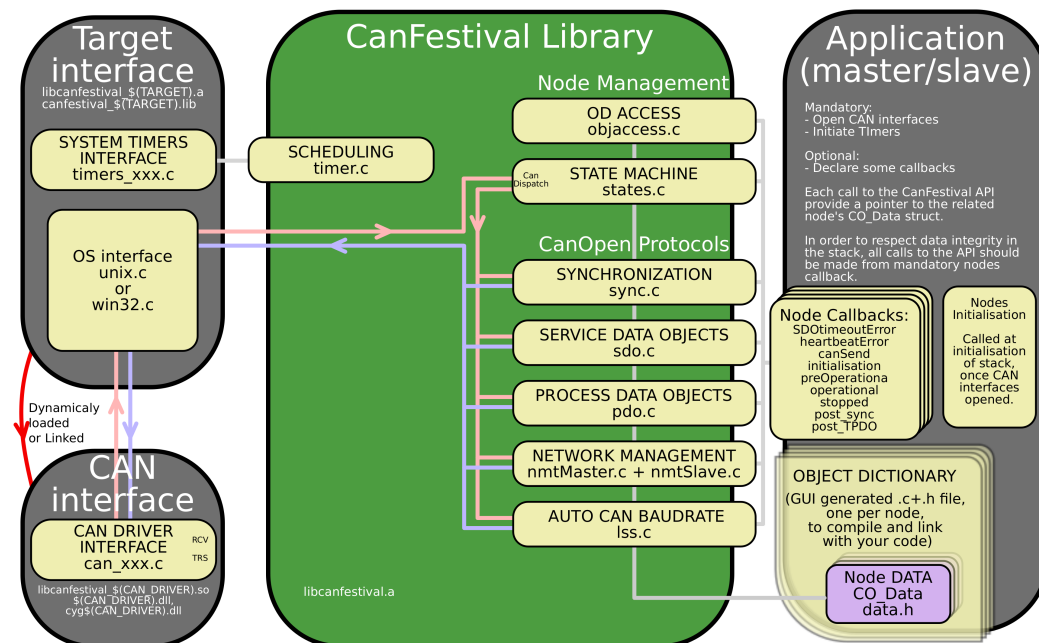 Target
interface
libcanfestival_$(TARGET).a
canfestival_$(TARGET).lib
SYSTEM TIMERS
INTERFACE
timers_xxx.c
OS interface
unix.c
or
win32.c
Dynamicaly
loaded
or Linked
CAN
interface
CAN DRIVER
INTERFACE
can_xxx.c
RCV
TRS
libcanfestival_$(CAN_DRIVER).so
$(CAN_DRIVER).dll,
cyg$(CAN_DRIVER).dll
CanFestival Library
SCHEDULING
timer.c
Node Management
OD ACCESS
objaccess.c
Can
Dispatch
STATE MACHINE
states.c
CanOpen Protocols
SYNCHRONIZATION
sync.c
SERVICE DATA OBJECTS
sdo.c
PROCESS DATA OBJECTS
pdo.c
NETWORK MANAGEMENT
nmtMaster.c + nmtSlave.c
AUTO CAN BAUDRATE
lss.c
libcanfestival.a
Application
(master/slave)
Mandatory:
- Open CAN interfaces
- Initiate TImers
Optional:
- Declare some callbacks
Each call to the CanFestival API
provide a pointer to the related
node's CO_Data struct.
In order to respect data integrity in
the stack, all calls to the API should
be made from mandatory nodes
callback.
Node Callbacks:
SDOtimeoutError
heartbeatError
canSend
initialisation
preOperationa
operational
stopped
post_sync
post_TPDO
Nodes
Initialisation
Called at
initialisation
of stack,
once CAN
interfaces
opened.
OBJECT DICTIONARY
(GUI generated .c+.h file,
one per node,
to compile and link
with your code)
Node DATA
CO_Data
data.h